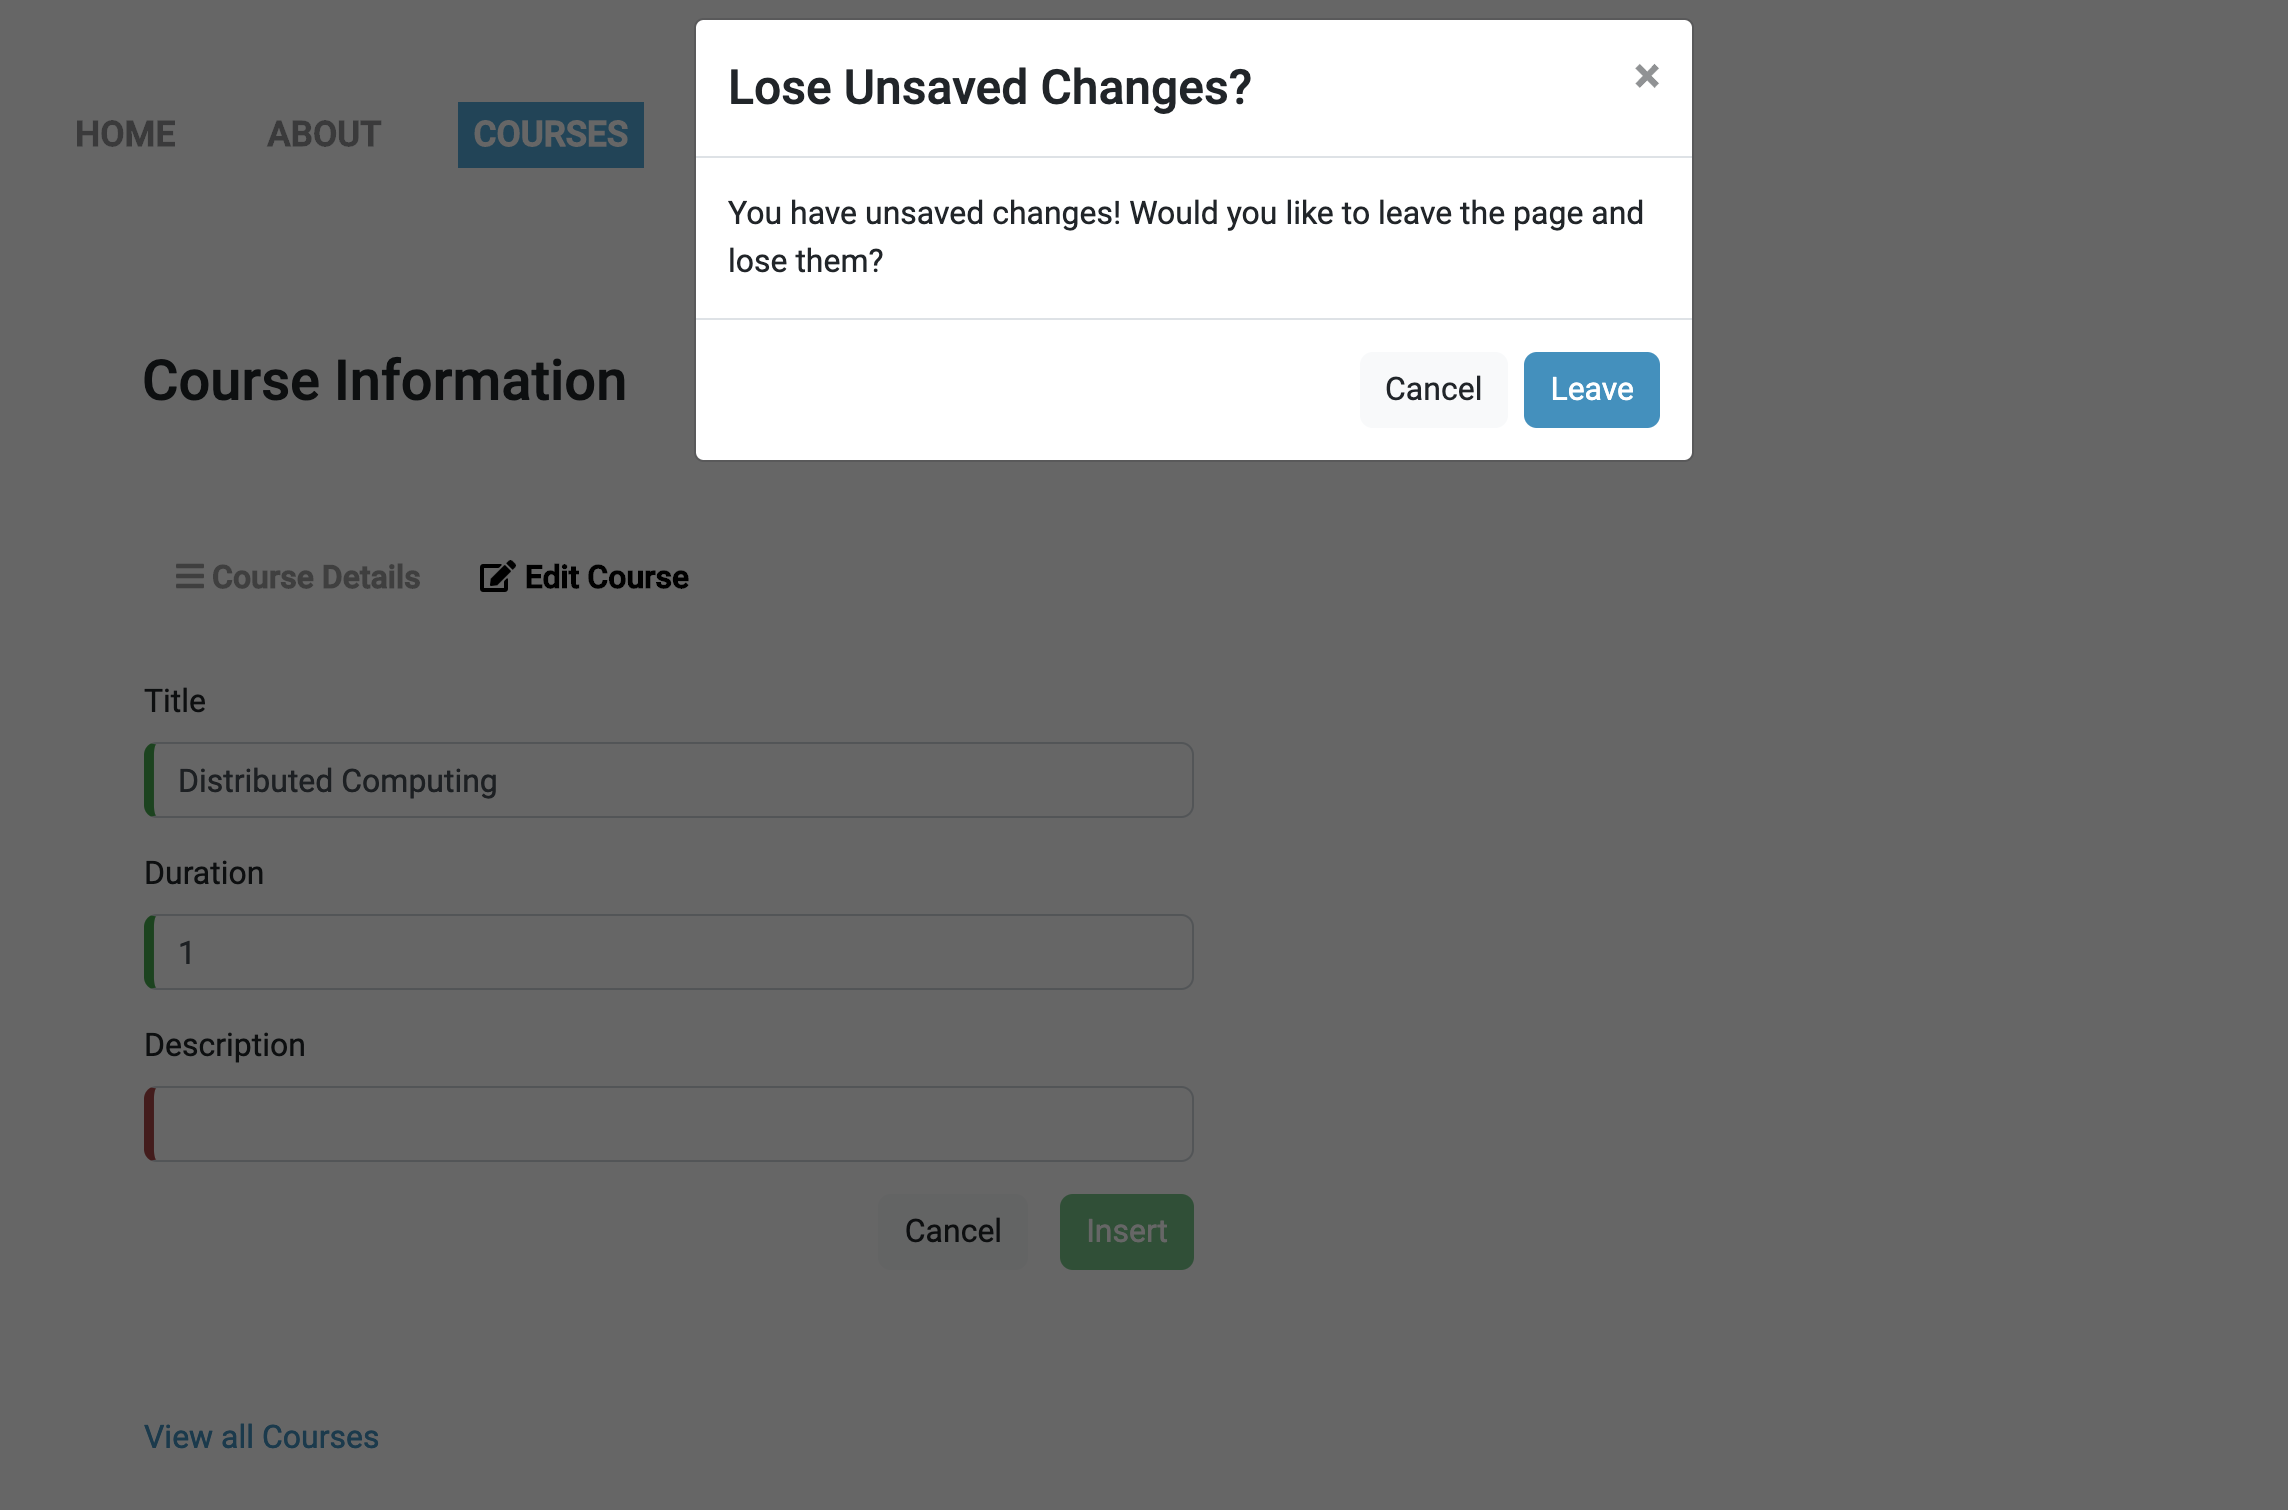 HOME ABOUT COURSES
Lose Unsaved Changes? ×
You have unsaved changes! Would you like to leave the page and
lose them?
Cancel Leave
Course Information
Course Details Edit Course
Title
Distributed Computing
Duration
1
Description
Cancel Insert
View all Courses